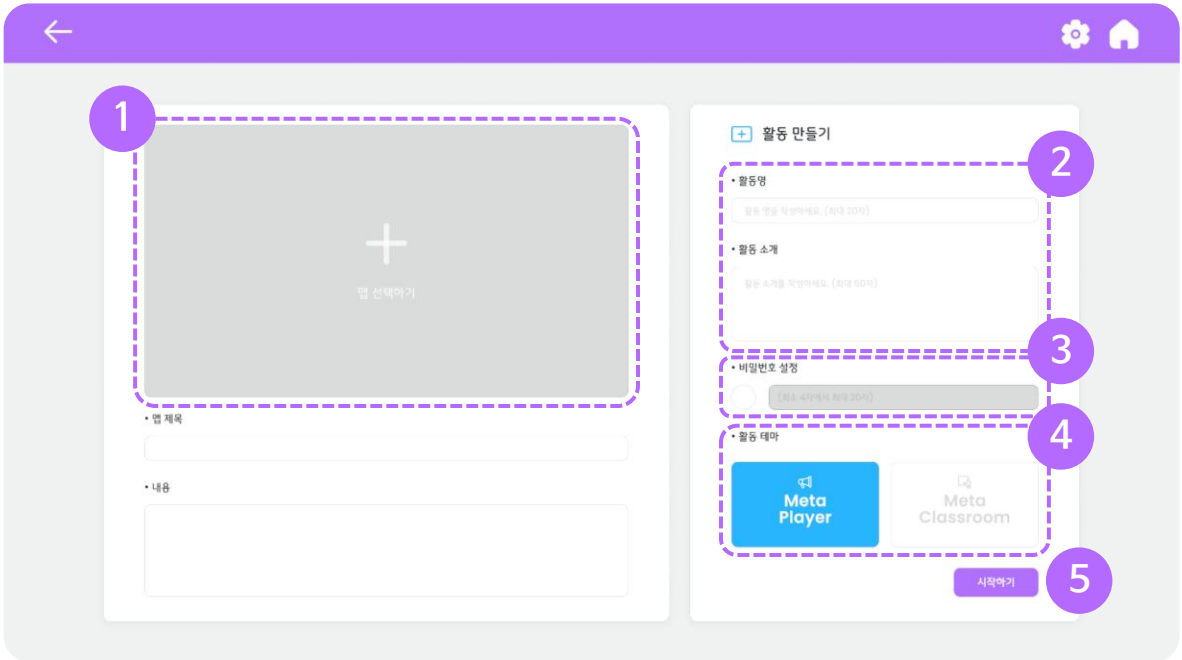 1
맵 선택하기
• 맵 제목
• 내용
활동 만들기
2
• 활동명
활동 명을 작성하세요. (최대 20자)
• 활동 소개
활동 소개를 작성하세요. (최대 50자)
3
• 비밀번호 설정
(최소 4자에서 최대 20자)
4
• 활동 테마
Meta
Player
Meta
Classroom
시작하기
5